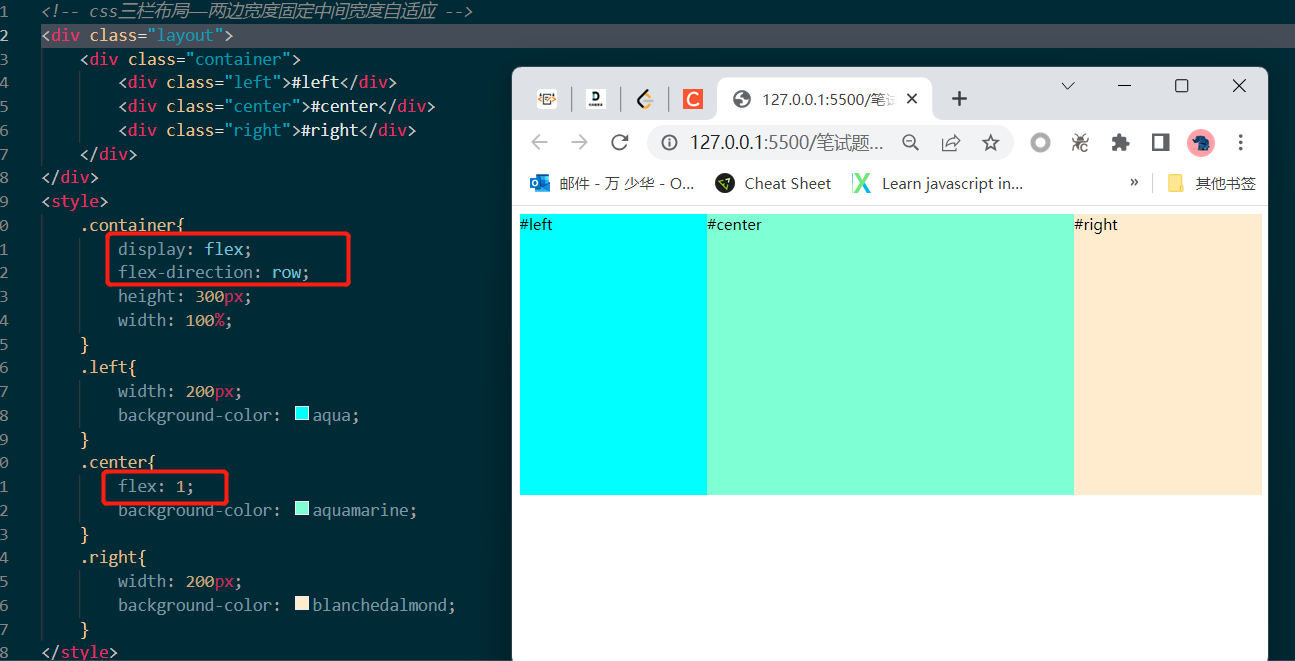 1 <!-- css三栏布局—两边宽度固定中间宽度自适应 -->
2 <div class="layout">
3 <div class="container">
4 <div class="left">#left</div>
5 <div class="center">#center</div>
6 <div class="right">#right</div>
7 </div>
8 </div>
9 <style>
0 .container{
1 display: flex;
2 flex-direction: row;
3 height: 300px;
4 width: 100%;
5 }
6 .left{
7 width: 200px;
8 background-color: aqua;
9 }
0 .center{
1 flex: 1;
2 background-color: aquamarine;
3 }
4 .right{
5 width: 200px;
6 background-color: blanchedalmond;
7 }
8 </style>
D
C
127.0.0.1:5500/笔试
127.0.0.1:5500/笔试题...
邮件 - 万 少华 - O...
Cheat Sheet
Learn javascript in...
»
其他书签
#left
#center
#right